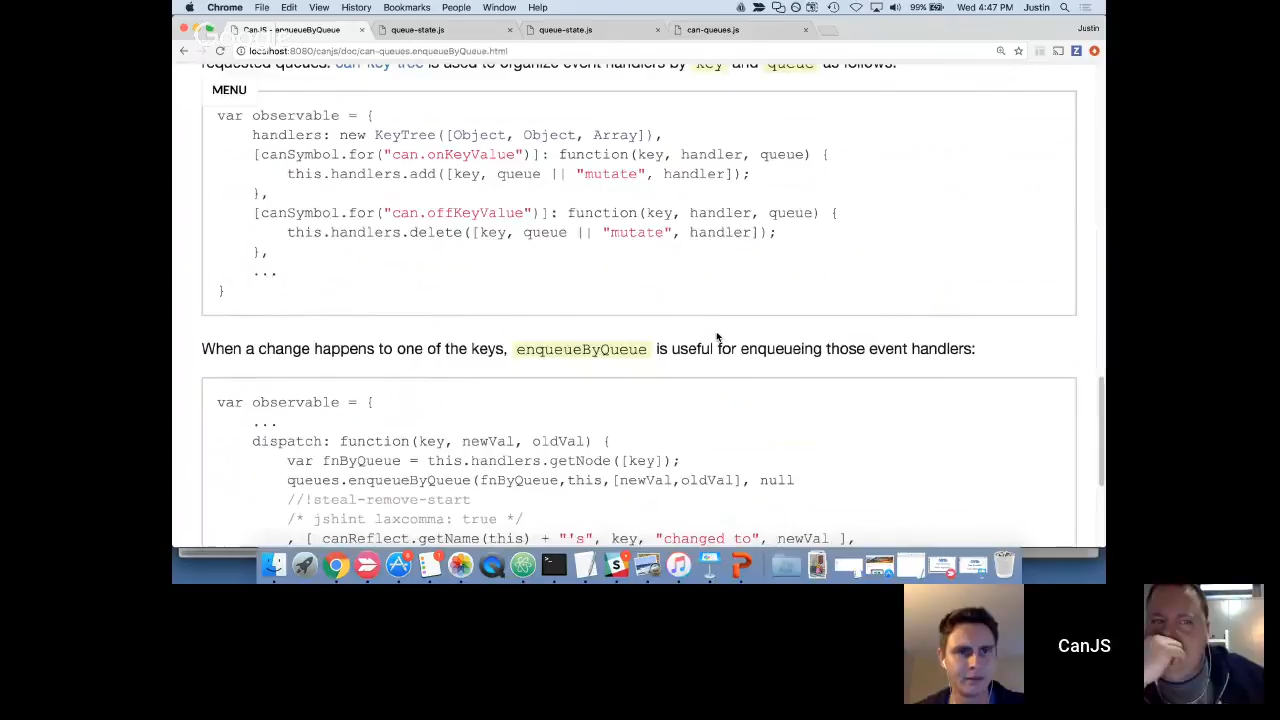 Chrome File Edit View History Bookmarks People Window Help 99% Wed 4:47 PM Justin
CanJS - enqueueByQueue queue-state.js queue-state.js can-queues.js Justin
Google
localhost:8080/canjs/doc/can-queues.enqueueByQueue.html
requested queues. can-key-tree is used to organize event handlers by key and queue as follows:
MENU
var observable = {
handlers: new KeyTree([Object, Object, Array]),
[canSymbol.for("can.onKeyValue")]: function(key, handler, queue) {
this.handlers.add([key, queue || "mutate", handler]);
},
[canSymbol.for("can.offKeyValue")]: function(key, handler, queue) {
this.handlers.delete([key, queue || "mutate", handler]);
},
...
}
When a change happens to one of the keys, enqueueByQueue is useful for enqueueing those event handlers:
var observable = {
...
dispatch: function(key, newVal, oldVal) {
var fnByQueue = this.handlers.getNode([key]);
queues.enqueueByQueue(fnByQueue,this,[newVal,oldVal], null
//!steal-remove-start
/* jshint laxcomma: true */
, [ canReflect.getName(this) + "'s", key, "changed to", newVal ],
CanJS